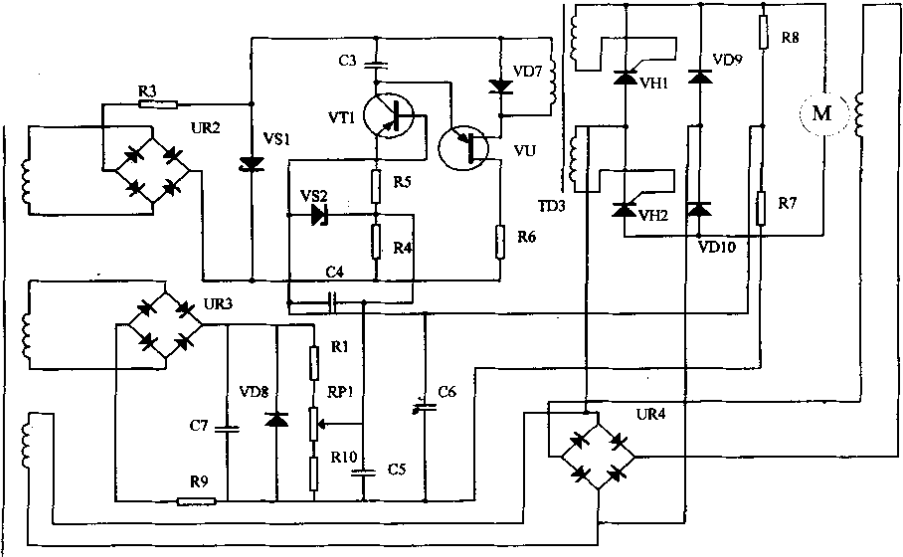 C3
VD7
R8
VH1
VD9
R3
UR2
VT1
M
VS1
VU
R5
VS2
TD3
VH2
R7
R4
R6
VD10
C4
UR3
R1
VD8
RP1
C6
UR4
C7
R10
C5
R9